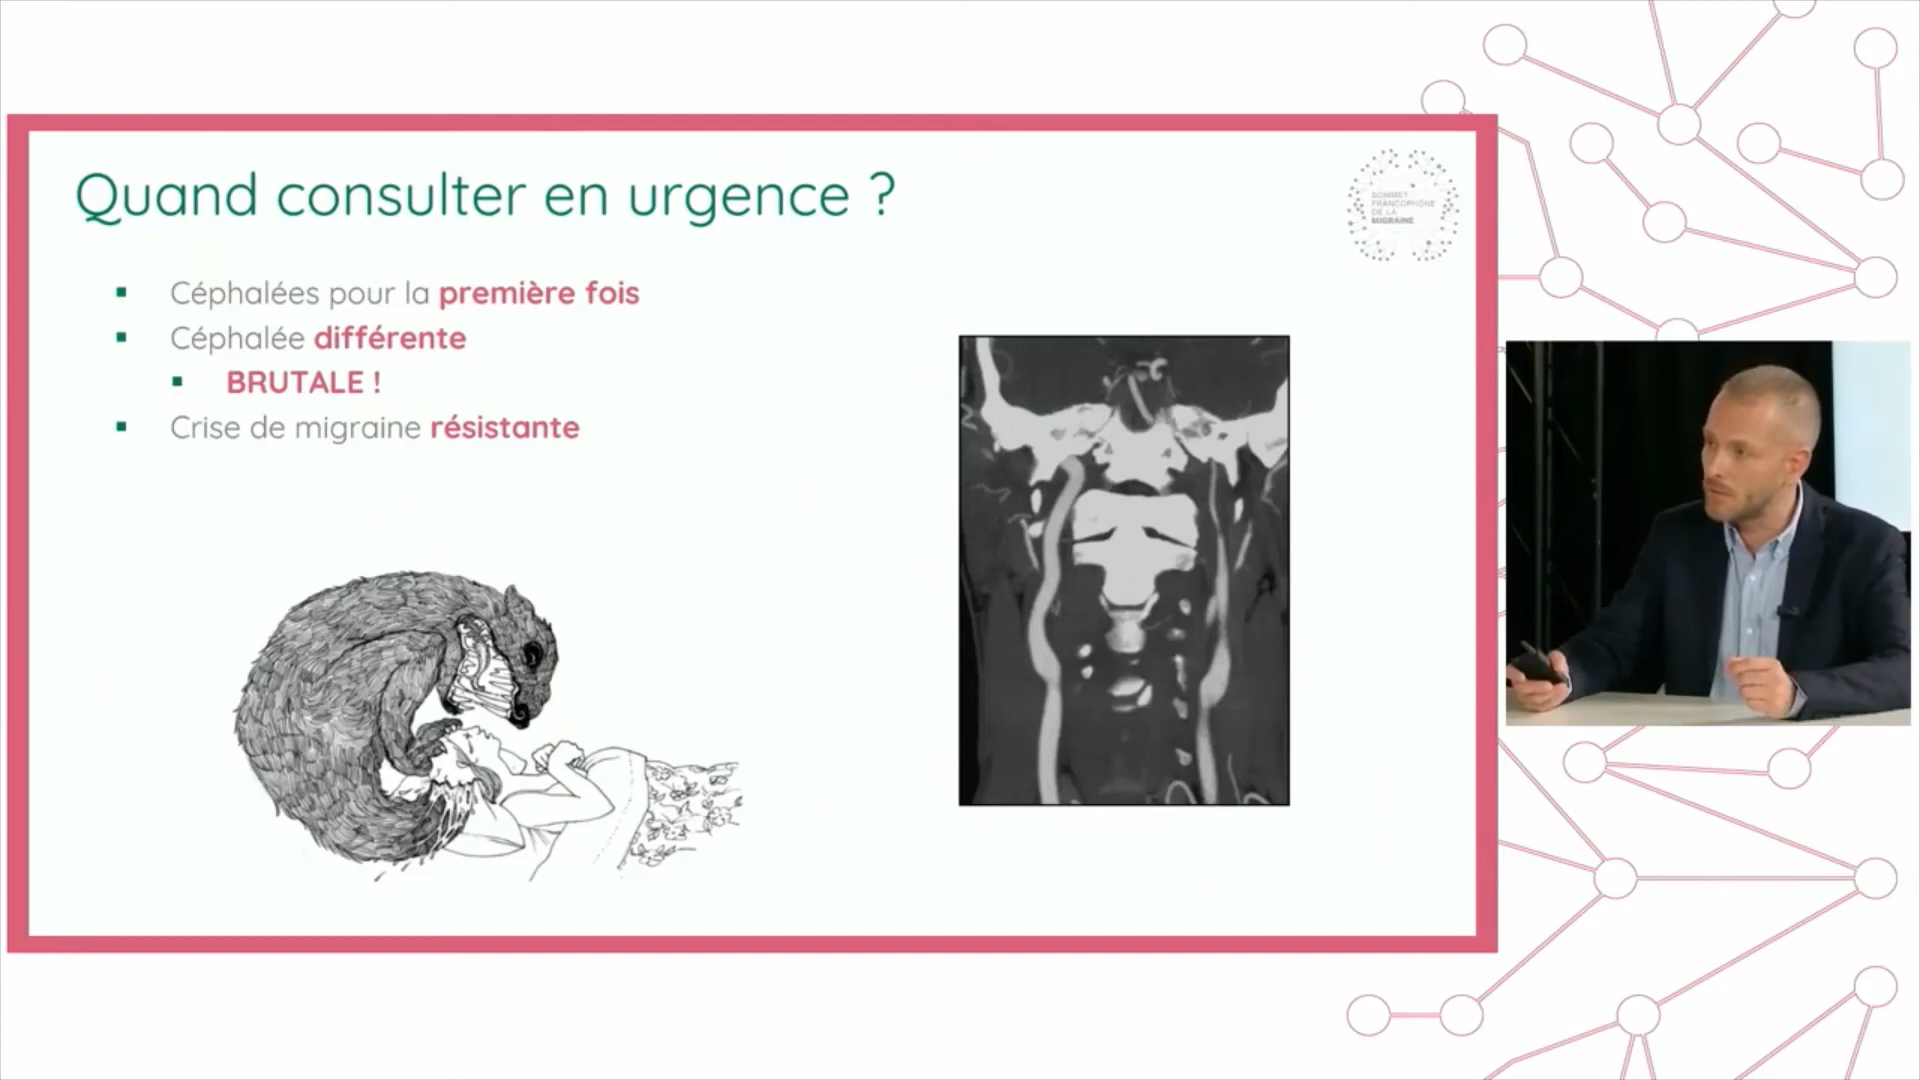 Quand consulter en urgence ?
SOMMET
FRANCOPHONE
DE LA
MIGRAINE
Céphalées pour la première fois
Céphalée différente
BRUTALE !
Crise de migraine résistante